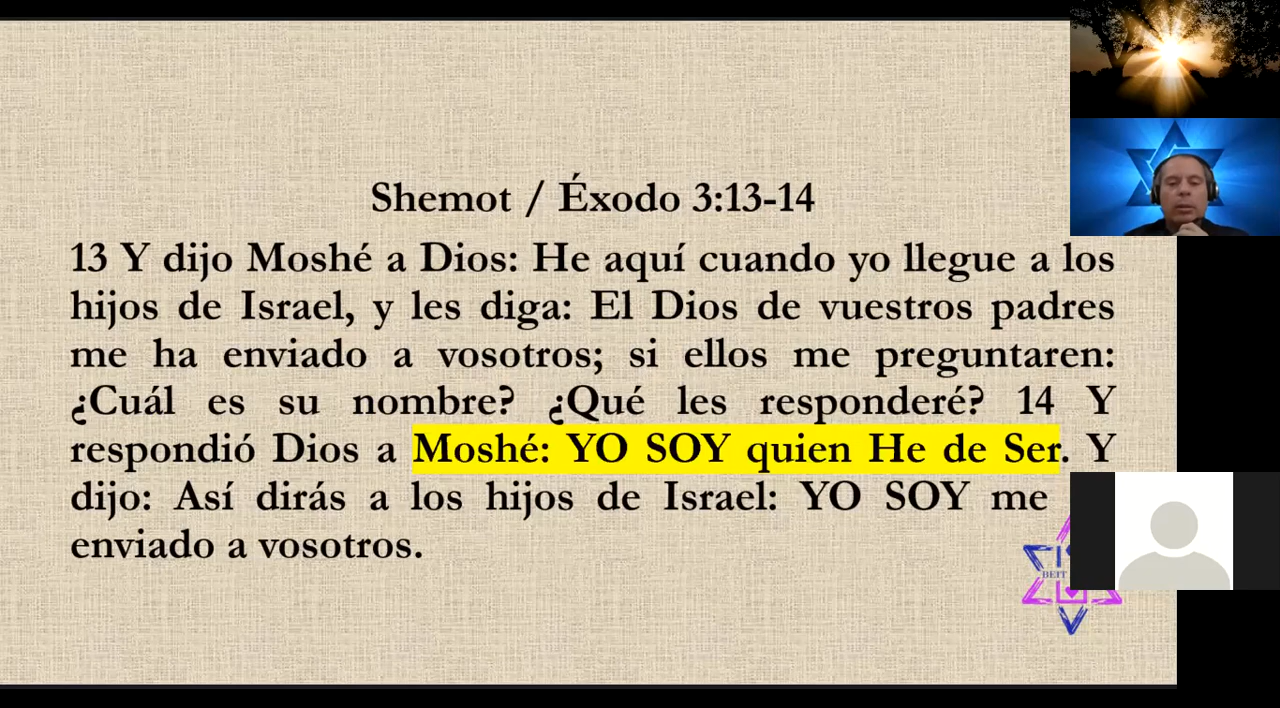 Shemot / Éxodo 3:13-14
13 Y dijo Moshé a Dios: He aquí cuando yo llegue a los
hijos de Israel, y les diga: El Dios de vuestros padres
me ha enviado a vosotros; si ellos me preguntaren:
¿Cuál es su nombre? ¿Qué les responderé? 14 Y
respondió Dios a Moshé: YO SOY quien He de Ser. Y
dijo: Así dirás a los hijos de Israel: YO SOY me
enviado a vosotros.
BEIT